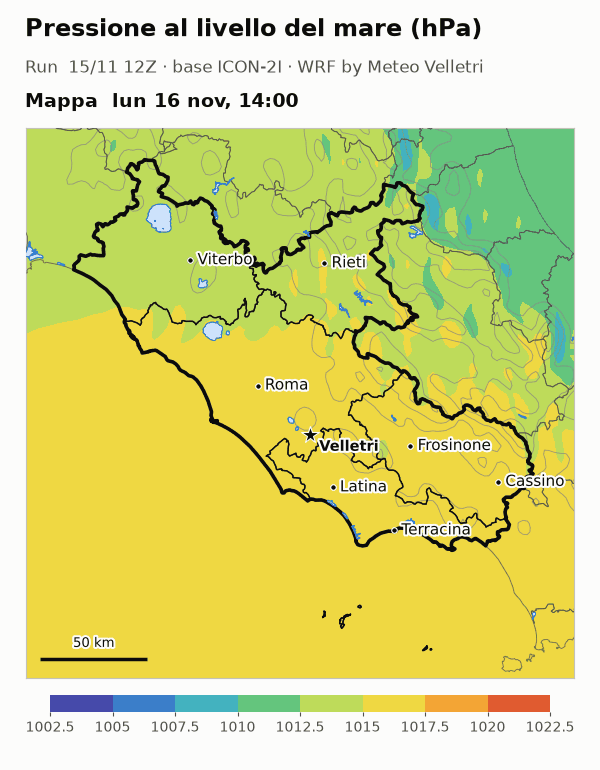 Pressione al livello del mare (hPa)
Run  15/11 12Z · base ICON-2I · WRF by Meteo Velletri
Mappa  lun 16 nov, 14:00
Viterbo
Rieti
Roma
Velletri
Frosinone
Cassino
Latina
Terracina
50 km
1002.5 1005 1007.5 1010 1012.5 1015 1017.5 1020 1022.5